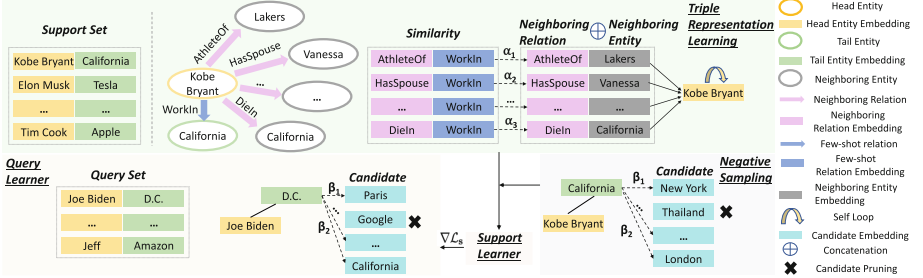 Support Set
Kobe Bryant California
Elon Musk Tesla
... ...
Tim Cook Apple
Lakers
AthleteOf
HasSpouse
Vanessa
Kobe
Bryant
...
...
WorkIn
DieIn
California
California
Similarity
AthleteOf WorkIn
HasSpouse WorkIn
... WorkIn
DieIn WorkIn
α1
α2
...
α3
Neighboring Relation ⊕ Neighboring Entity
AthleteOf Lakers
HasSpouse Vanessa
... ...
DieIn California
Triple
Representation
Learning
Kobe Bryant
Query
Learner
Query Set
Joe Biden D.C.
... ...
Jeff Amazon
D.C.
Joe Biden
β1
...
β2
Candidate
Paris
Google ✖
...
California
∇ℒs
Support
Learner
Negative
Sampling
California
Kobe Bryant
β1
...
β2
Candidate
New York
Thailand ✖
...
London
Head Entity
Head Entity Embedding
Tail Entity
Tail Entity Embedding
Neighboring Entity
Neighboring Relation
Neighboring
Relation Embedding
Few-shot relation
Few-shot
Relation Embedding
Neighboring Entity
Embedding
Self Loop
Candidate Embedding
Concatenation
Candidate Pruning